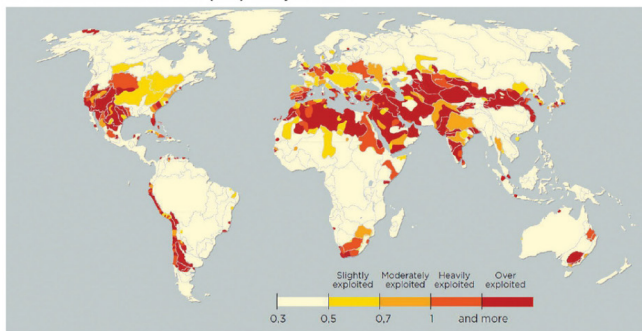 Slightly exploited
Moderately exploited
Heavily exploited
Over exploited
0,3 0,5 0,7 1 and more